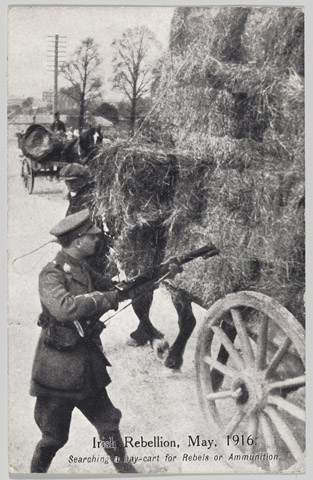 Irish Rebellion, May, 1916.
Searching a hay-cart for Rebels or Ammunition.